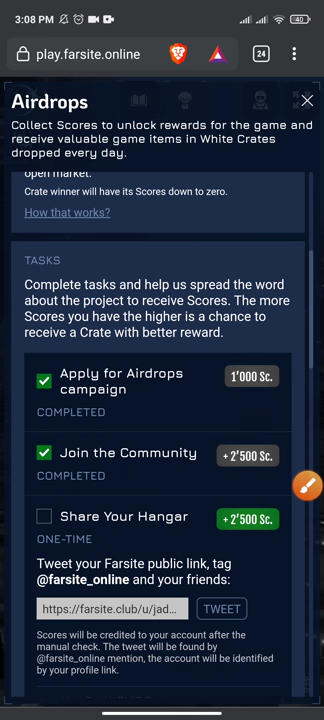 3:08 PM
40
play.farsite.online
24
Airdrops
Collect Scores to unlock rewards for the game and
receive valuable game items in White Crates
dropped every day.
open market.
Crate winner will have its Scores down to zero.
How that works?
TASKS
Complete tasks and help us spread the word
about the project to receive Scores. The more
Scores you have the higher is a chance to
receive a Crate with better reward.
Apply for Airdrops
campaign
1'000 Sc.
COMPLETED
Join the Community
+ 2'500 Sc.
COMPLETED
Share Your Hangar
+ 2'500 Sc.
ONE-TIME
Tweet your Farsite public link, tag
@farsite_online and your friends:
https://farsite.club/u/jad...
TWEET
Scores will be credited to your account after the
manual check. The tweet will be found by
@farsite_online mention, the account will be identified
by your profile link.